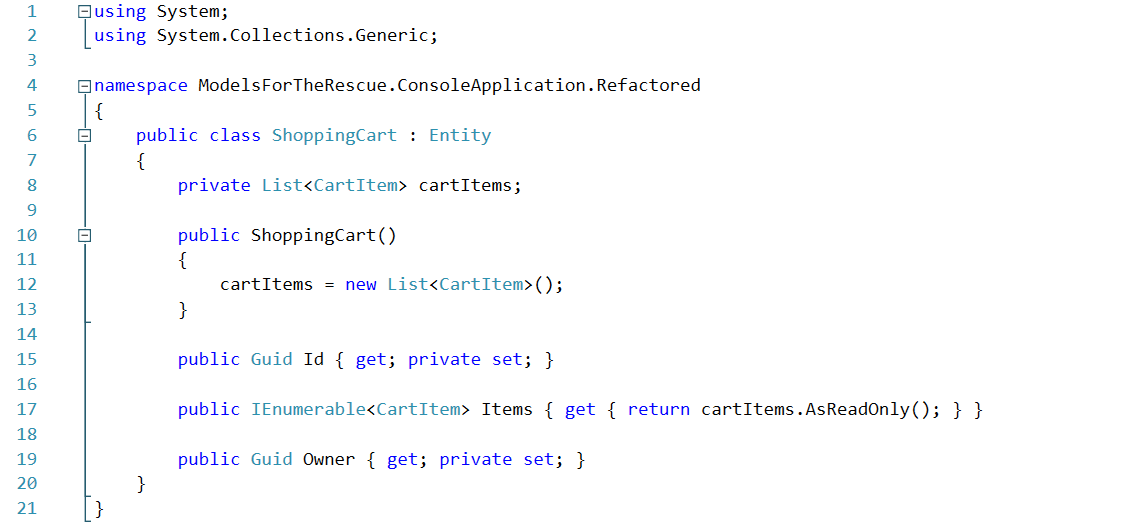 1 using System;
2 using System.Collections.Generic;
3
4 namespace ModelsForTheRescue.ConsoleApplication.Refactored
5 {
6     public class ShoppingCart : Entity
7     {
8         private List<CartItem> cartItems;
9
10         public ShoppingCart()
11         {
12             cartItems = new List<CartItem>();
13         }
14
15         public Guid Id { get; private set; }
16
17         public IEnumerable<CartItem> Items { get { return cartItems.AsReadOnly(); } }
18
19         public Guid Owner { get; private set; }
20     }
21 }